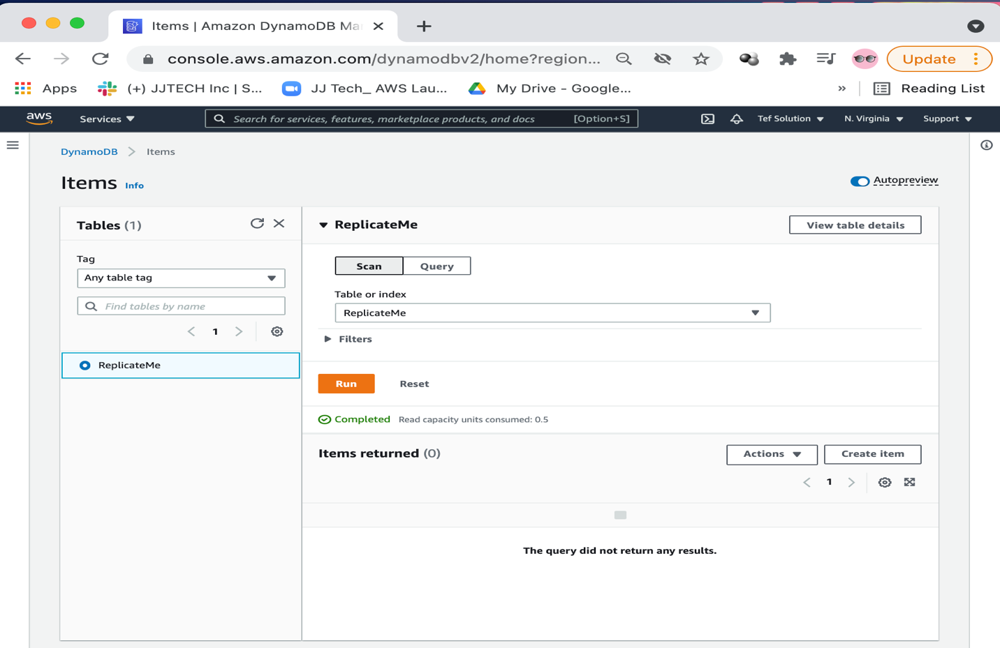 Items | Amazon DynamoDB Ma
console.aws.amazon.com/dynamodbv2/home?region...
Update
Apps
(+) JJTECH Inc | S...
JJ Tech_ AWS Lau...
My Drive - Google...
»
Reading List
aws
Services
Search for services, features, marketplace products, and docs
[Option+S]
Tef Solution
N. Virginia
Support
DynamoDB
Items
Items Info
Autopreview
Tables (1)
Tag
Any table tag
Find tables by name
1
ReplicateMe
ReplicateMe
View table details
Scan
Query
Table or index
ReplicateMe
Filters
Run
Reset
Completed
Read capacity units consumed: 0.5
Items returned (0)
Actions
Create item
1
The query did not return any results.